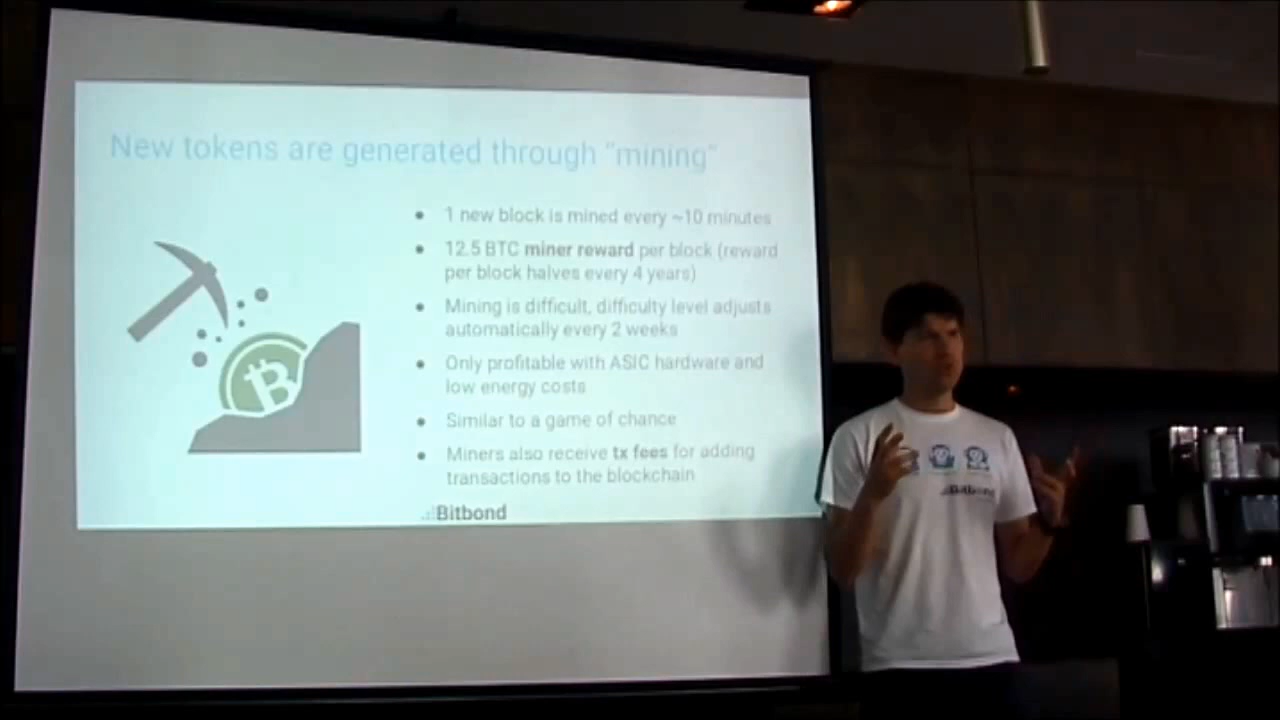 New tokens are generated through “mining”
● 1 new block is mined every ~10 minutes
● 12.5 BTC miner reward per block (reward
per block halves every 4 years)
● Mining is difficult, difficulty level adjusts
automatically every 2 weeks
● Only profitable with ASIC hardware and
low energy costs
● Similar to a game of chance
● Miners also receive tx fees for adding
transactions to the blockchain
Bitbond
Bitbond